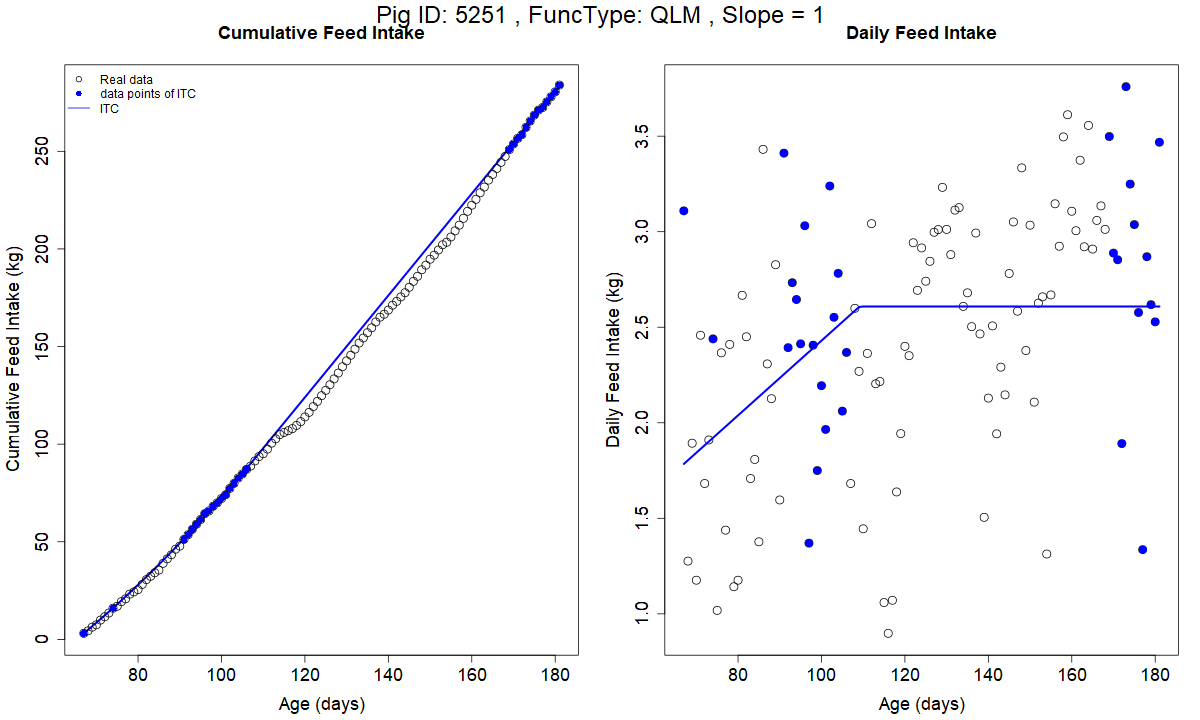 Pig ID: 5251 , FuncType: QLM , Slope = 1
Cumulative Feed Intake
Daily Feed Intake
Real data
data points of ITC
ITC
Cumulative Feed Intake (kg)
0
50
100
150
200
250
80
100
120
140
160
180
Age (days)
Daily Feed Intake (kg)
1.0
1.5
2.0
2.5
3.0
3.5
80
100
120
140
160
180
Age (days)